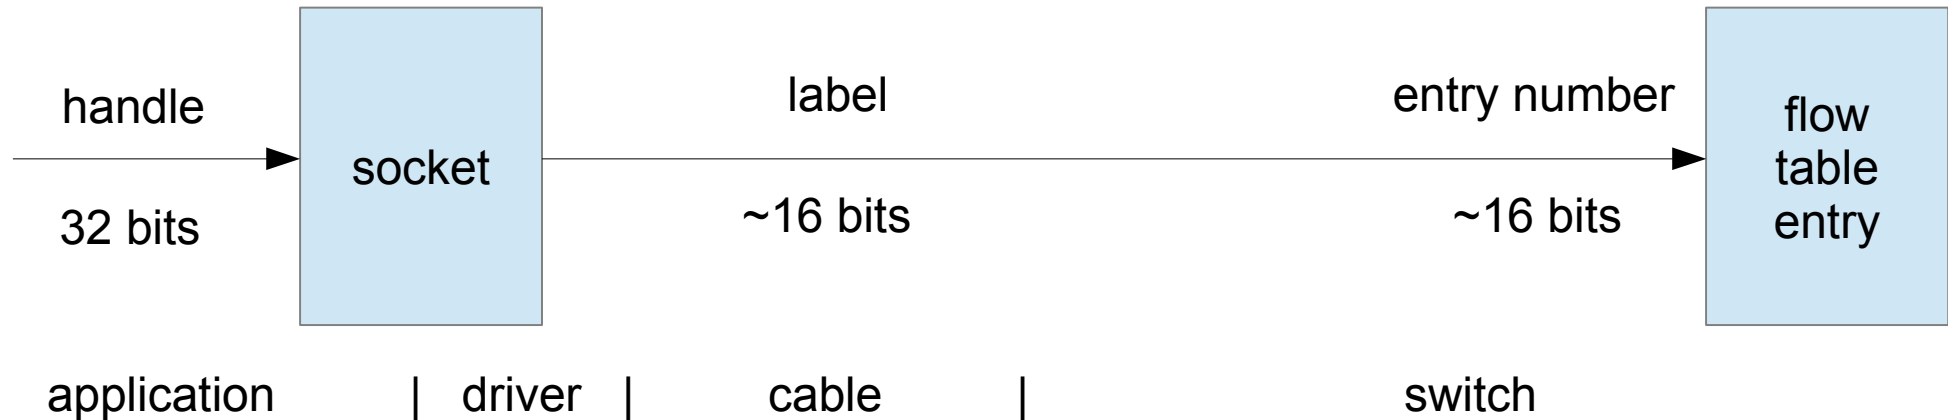 handle
32 bits
socket
label
~16 bits
entry number
~16 bits
flow
table
entry
application | driver | cable | switch